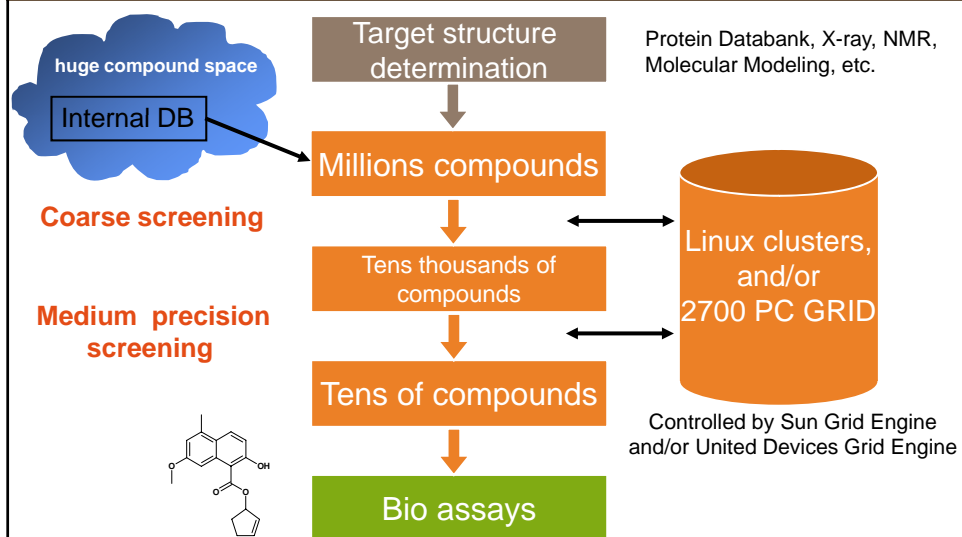 Target structure
determination
Protein Databank, X-ray, NMR,
Molecular Modeling, etc.
huge compound space
Internal DB
Millions compounds
Coarse screening
Linux clusters,
and/or
2700 PC GRID
Tens thousands of
compounds
Medium precision
screening
Tens of compounds
Controlled by Sun Grid Engine
and/or United Devices Grid Engine
O
OH
O
O
Bio assays